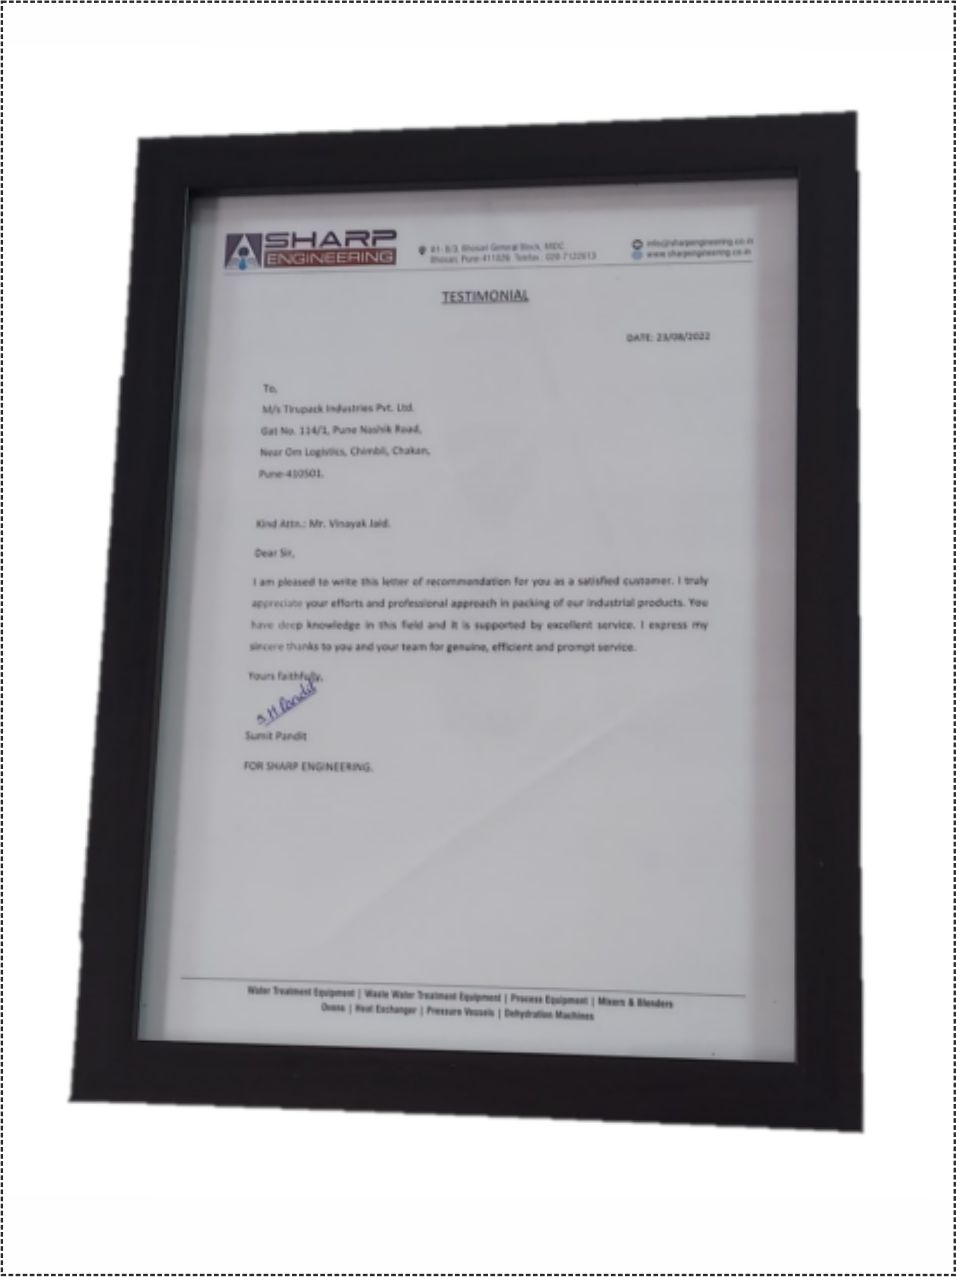 SHARP
ENGINEERING
81- B/3, Bhosari General Block, MIDC
Bhosari, Pune-411026. Telefax : 020-7122613
info@sharpengineering.co.in
www.sharpengineering.co.in
TESTIMONIAL
DATE: 23/08/2022
To,
M/s Tirupack Industries Pvt. Ltd.
Gat No. 114/1, Pune Nashik Road,
Near Om Logistics, Chimbli, Chakan,
Pune-410501.
Kind Attn.: Mr. Vinayak Jaid.
Dear Sir,
I am pleased to write this letter of recommendation for you as a satisfied customer. I truly
appreciate your efforts and professional approach in packing of our industrial products. You
have deep knowledge in this field and it is supported by excellent service. I express my
sincere thanks to you and your team for genuine, efficient and prompt service.
Yours faithfully,
S M Pandit
Sumit Pandit
FOR SHARP ENGINEERING.
Water Treatment Equipment | Waste Water Treatment Equipment | Process Equipment | Mixers & Blenders
Ovens | Heat Exchanger | Pressure Vessels | Dehydration Machines